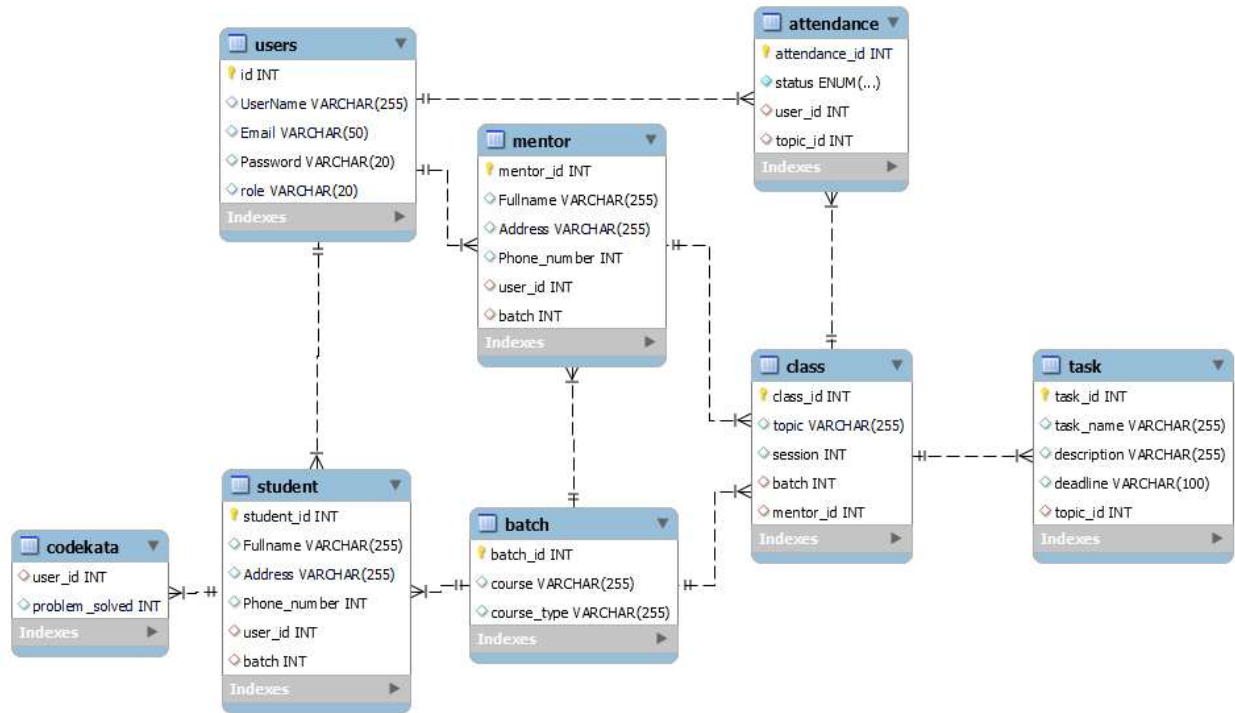 users
id INT
UserName VARCHAR(255)
Email VARCHAR(50)
Password VARCHAR(20)
role VARCHAR(20)
Indexes
attendance
attendance_id INT
status ENUM(...)
user_id INT
topic_id INT
Indexes
mentor
mentor_id INT
Fullname VARCHAR(255)
Address VARCHAR(255)
Phone_number INT
user_id INT
batch INT
Indexes
class
class_id INT
topic VARCHAR(255)
session INT
batch INT
mentor_id INT
Indexes
task
task_id INT
task_name VARCHAR(255)
description VARCHAR(255)
deadline VARCHAR(100)
topic_id INT
Indexes
student
student_id INT
Fullname VARCHAR(255)
Address VARCHAR(255)
Phone_number INT
user_id INT
batch INT
Indexes
batch
batch_id INT
course VARCHAR(255)
course_type VARCHAR(255)
Indexes
codekata
user_id INT
problem_solved INT
Indexes